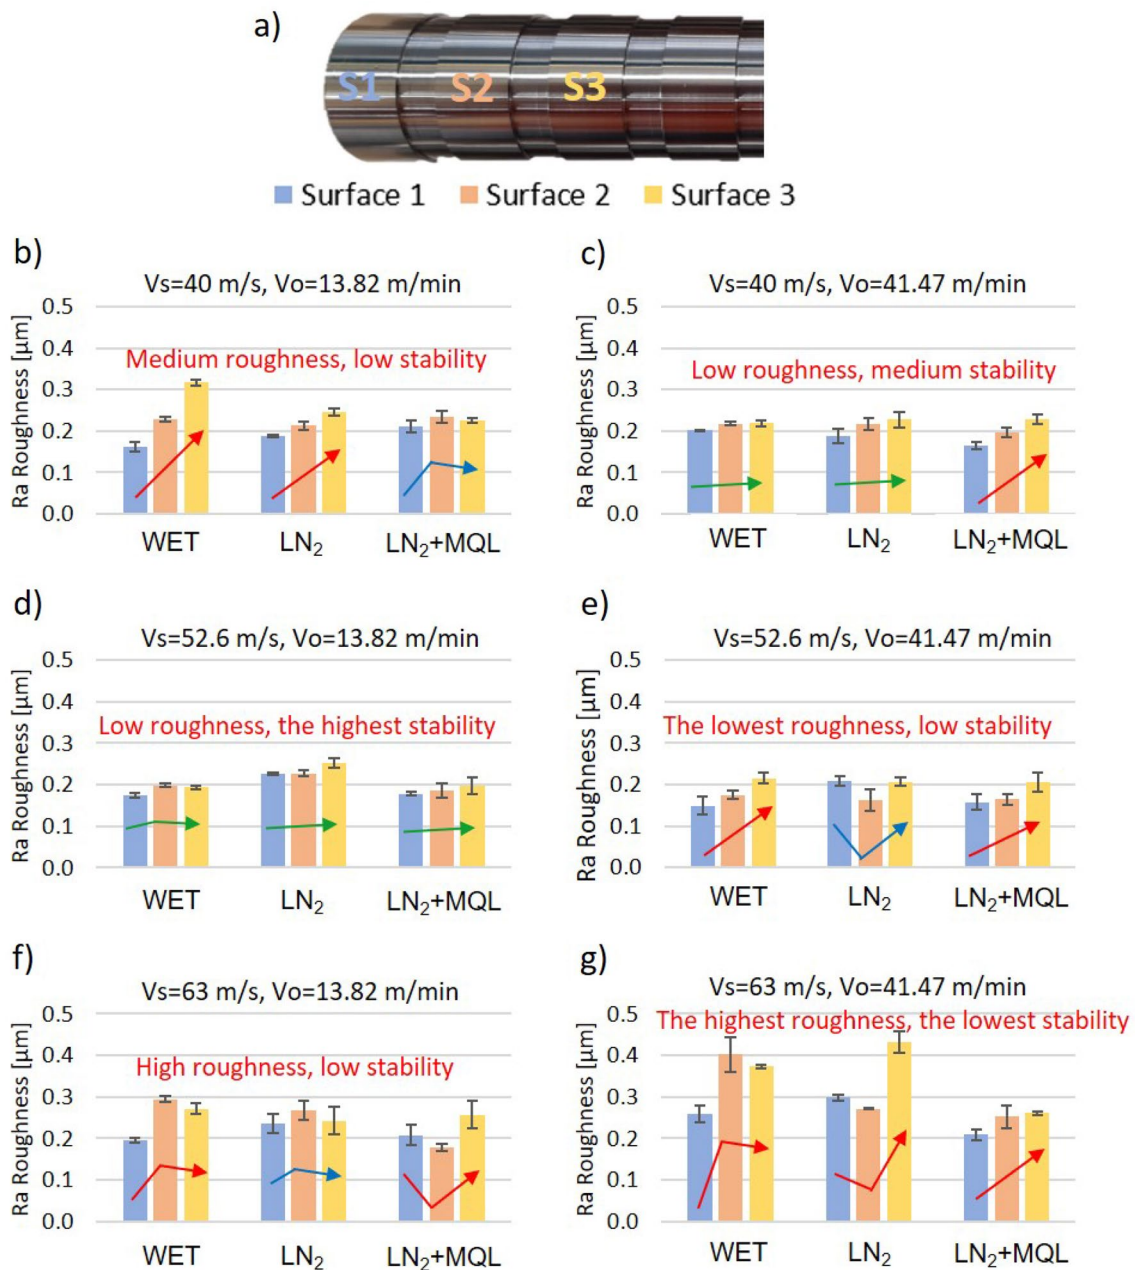 a)
S1 S2 S3
Surface 1 Surface 2 Surface 3
b)
Vs=40 m/s, Vo=13.82 m/min
Ra Roughness [µm]
0.5
0.4
0.3
0.2
0.1
0.0
Medium roughness, low stability
WET LN₂ LN₂+MQL
c)
Vs=40 m/s, Vo=41.47 m/min
Ra Roughness [µm]
0.5
0.4
0.3
0.2
0.1
0.0
Low roughness, medium stability
WET LN₂ LN₂+MQL
d)
Vs=52.6 m/s, Vo=13.82 m/min
Ra Roughness [µm]
0.5
0.4
0.3
0.2
0.1
0.0
Low roughness, the highest stability
WET LN₂ LN₂+MQL
e)
Vs=52.6 m/s, Vo=41.47 m/min
Ra Roughness [µm]
0.5
0.4
0.3
0.2
0.1
0.0
The lowest roughness, low stability
WET LN₂ LN₂+MQL
f)
Vs=63 m/s, Vo=13.82 m/min
Ra Roughness [µm]
0.5
0.4
0.3
0.2
0.1
0.0
High roughness, low stability
WET LN₂ LN₂+MQL
g)
Vs=63 m/s, Vo=41.47 m/min
Ra Roughness [µm]
0.5
0.4
0.3
0.2
0.1
0.0
The highest roughness, the lowest stability
WET LN₂ LN₂+MQL